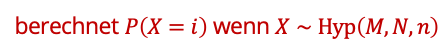 berechnet P(X = i) wenn X ~ Hyp(M, N, n)